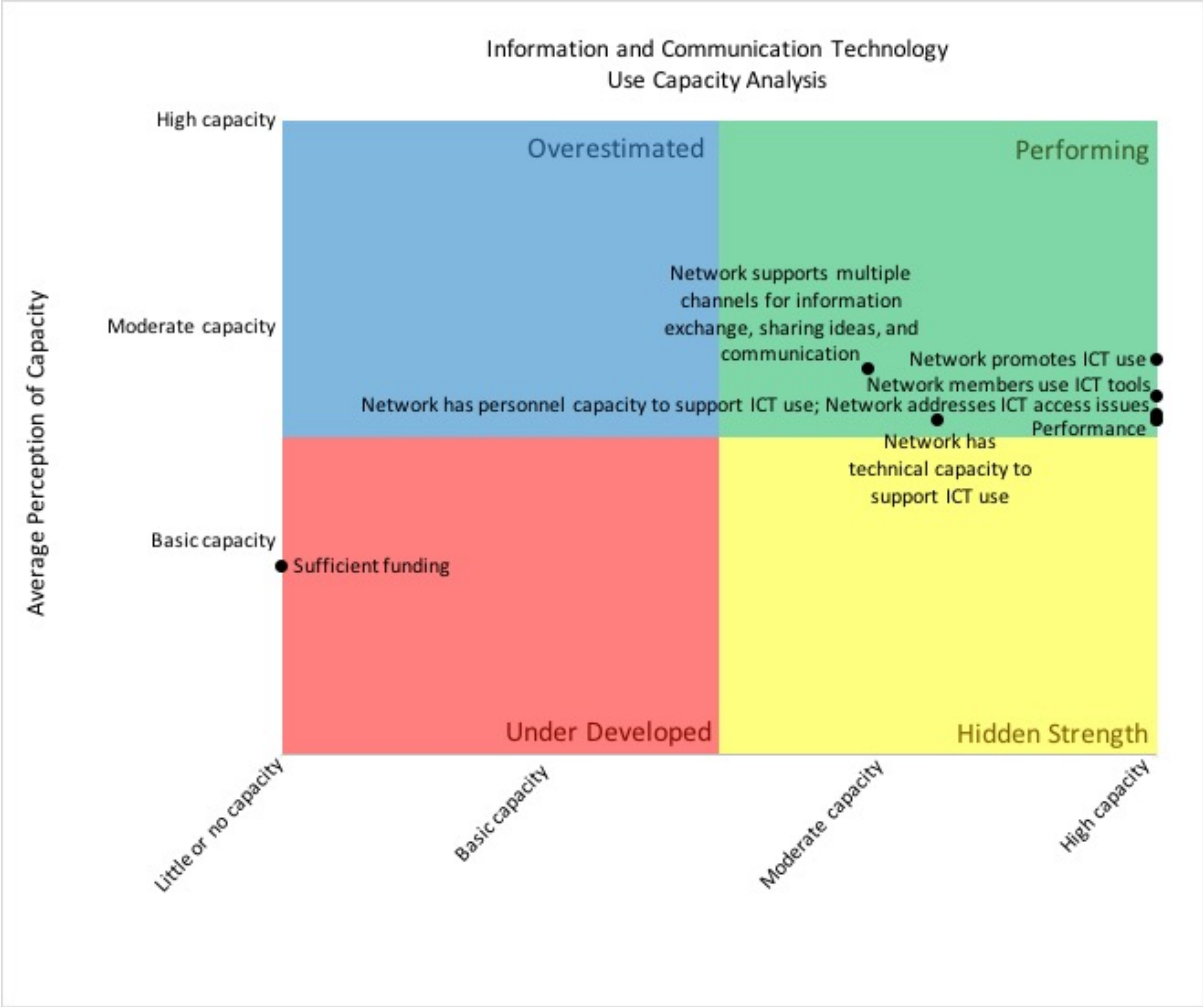 Information and Communication Technology
Use Capacity Analysis
High capacity
Overestimated
Performing
Network supports multiple
channels for information
exchange, sharing ideas, and
communication
Moderate capacity
Network promotes ICT use
Network members use ICT tools
Network has personnel capacity to support ICT use; Network addresses ICT access issues
Performance
Network has
technical capacity to
support ICT use
Average Perception of Capacity
Basic capacity
Sufficient funding
Under Developed
Hidden Strength
Little or no capacity
Basic capacity
Moderate capacity
High capacity